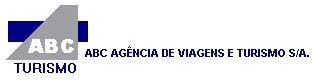 ABC
TURISMO
ABC AGÊNCIA DE VIAGENS E TURISMO S/A.